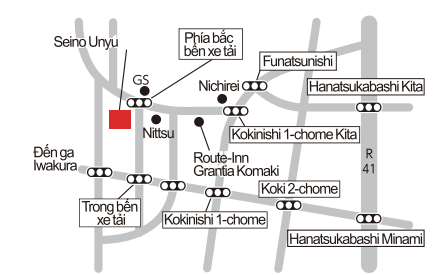 Phía bắc
bến xe tải
Seino Unyu
Funatsunishi
GS
Nichirei
Hanatsukabashi Kita
Nittsu
Kokinishi 1-chome Kita
Đến ga
Iwakura
Route-Inn
Grantia Komaki
R
41
Koki 2-chome
Trong bến
xe tải
Kokinishi 1-chome
Hanatsukabashi Minami